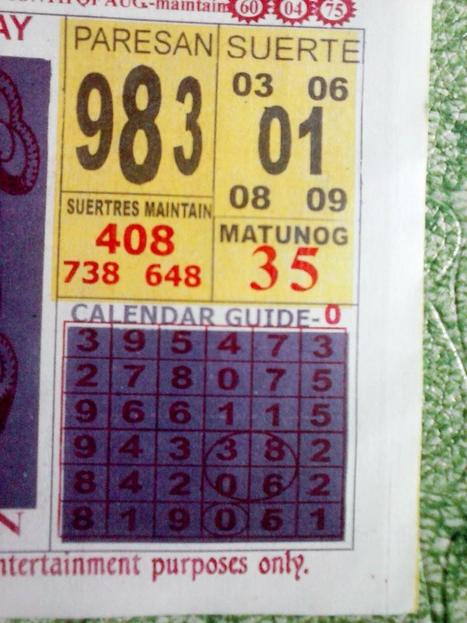 AUG.-maintain 60 04 75
AY
PARESAN SUERTE
983
03 06
01
08 09
SUERTRES MAINTAIN
408
738 648
MATUNOG
35
CALENDAR GUIDE-0
3 9 5 4 7 3
2 7 8 0 7 5
9 6 6 1 1 5
9 4 3 3 8 2
8 4 2 0 6 2
8 1 9 0 5 1
N
ntertainment purposes only.